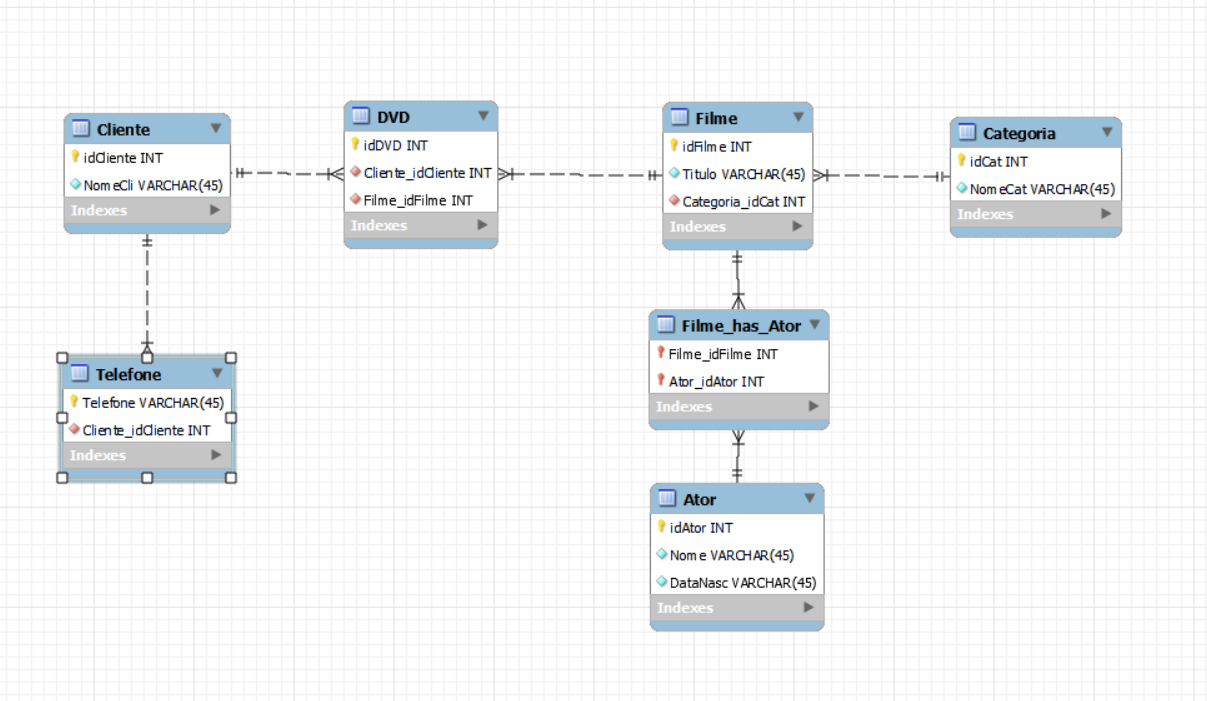 Cliente
idCliente INT
NomeCli VARCHAR(45)
Indexes
DVD
idDVD INT
Cliente_idCliente INT
Filme_idFilme INT
Indexes
Filme
idFilme INT
Titulo VARCHAR(45)
Categoria_idCat INT
Indexes
Categoria
idCat INT
NomeCat VARCHAR(45)
Indexes
Telefone
Telefone VARCHAR(45)
Cliente_idCliente INT
Indexes
Filme_has_Ator
Filme_idFilme INT
Ator_idAtor INT
Indexes
Ator
idAtor INT
Nome VARCHAR(45)
DataNasc VARCHAR(45)
Indexes